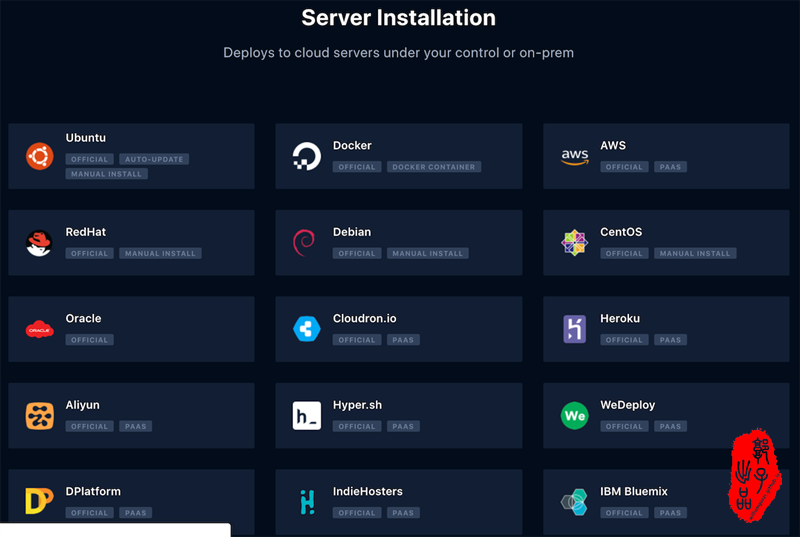 Server Installation
Deploys to cloud servers under your control or on-prem
Ubuntu
OFFICIAL AUTO-UPDATE
MANUAL INSTALL
Docker
OFFICIAL DOCKER CONTAINER
aws
AWS
OFFICIAL PAAS
RedHat
OFFICIAL MANUAL INSTALL
Debian
OFFICIAL MANUAL INSTALL
CentOS
OFFICIAL MANUAL INSTALL
ORACLE
Oracle
OFFICIAL
Cloudron.io
OFFICIAL PAAS
Heroku
OFFICIAL PAAS
Aliyun
OFFICIAL PAAS
h_
Hyper.sh
OFFICIAL PAAS
We
WeDeploy
OFFICIAL PAAS
DPlatform
OFFICIAL PAAS
IndieHosters
OFFICIAL PAAS
IBM Bluemix
OFFICIAL PAAS